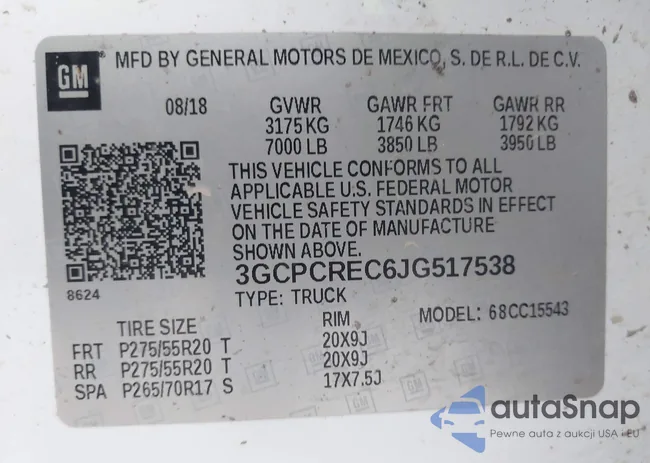 GM
MFD BY GENERAL MOTORS DE MEXICO, S. DE R.L. DE C.V.
08/18 GVWR GAWR FRT GAWR RR
3175 KG 1746 KG 1792 KG
7000 LB 3850 LB 3950 LB
THIS VEHICLE CONFORMS TO ALL
APPLICABLE U.S. FEDERAL MOTOR
VEHICLE SAFETY STANDARDS IN EFFECT
ON THE DATE OF MANUFACTURE
SHOWN ABOVE.
3GCPCREC6JG517538
8624
TYPE: TRUCK MODEL: 68CC15543
TIRE SIZE RIM
FRT P275/55R20 T 20X9J
RR P275/55R20 T 20X9J
SPA P265/70R17 S 17X7.5J
autaSnap
Pewne auta z aukcji USA i EU